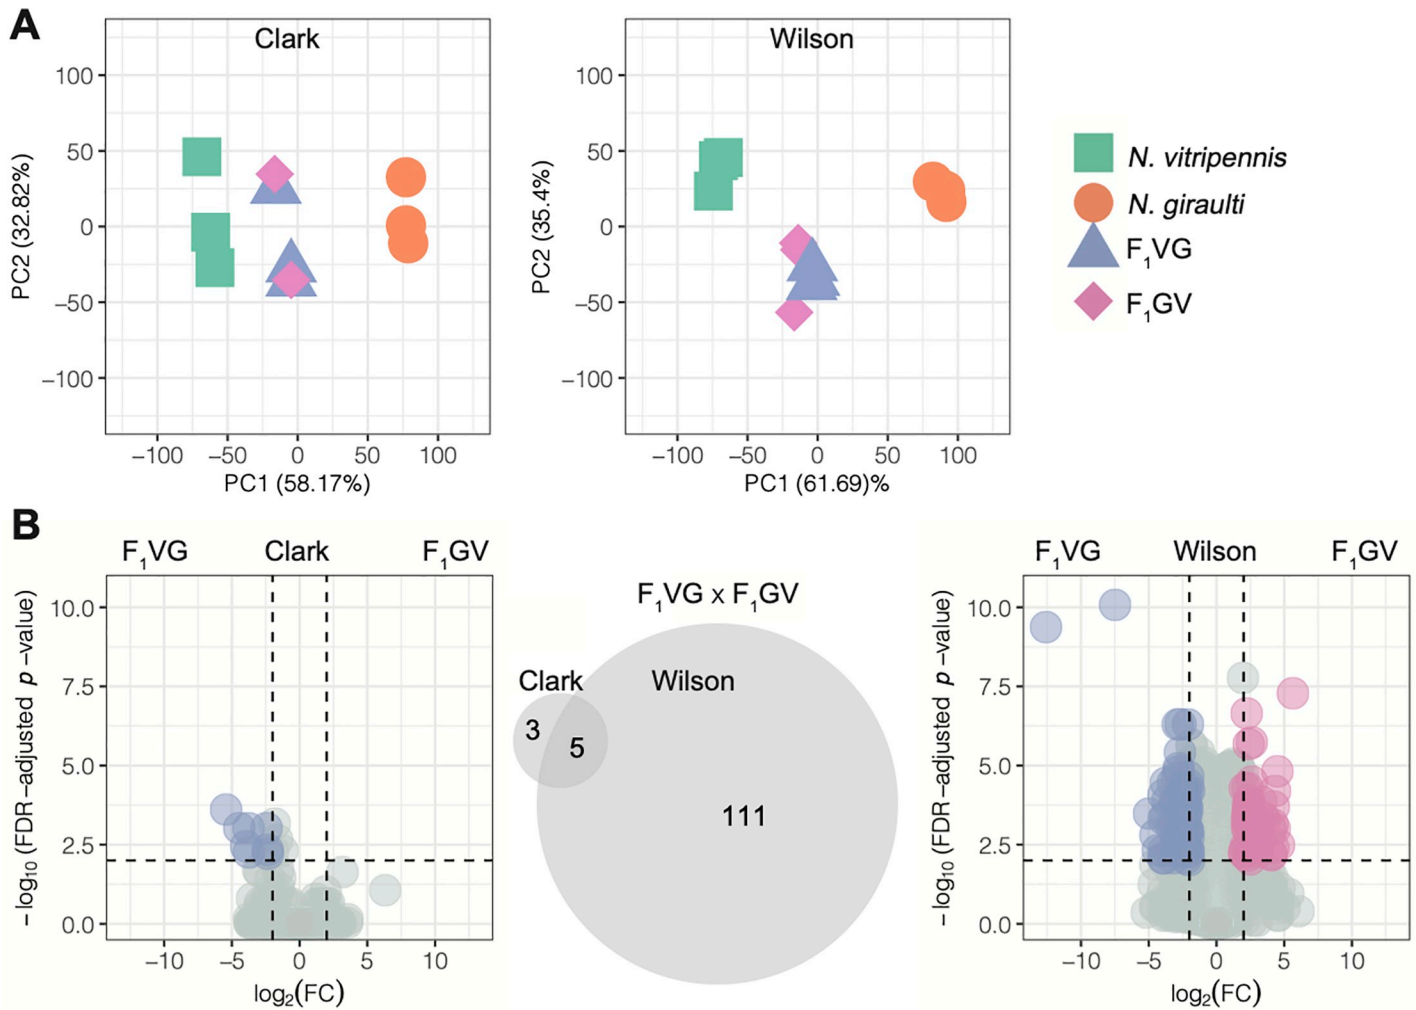 A
Clark
100
50
0
−50
−100
PC2 (32.82%)
−100 −50 0 50 100
PC1 (58.17%)
Wilson
100
50
0
−50
−100
PC2 (35.4%)
−100 −50 0 50 100
PC1 (61.69)%
N. vitripennis
N. giraulti
F1VG
F1GV
B
F1VG Clark F1GV
10.0
7.5
5.0
2.5
0.0
−log10 (FDR−adjusted p −value)
−10 −5 0 5 10
log2(FC)
F1VG x F1GV
Clark Wilson
3
5
111
F1VG Wilson F1GV
10.0
7.5
5.0
2.5
0.0
−log10 (FDR−adjusted p −value)
−10 −5 0 5 10
log2(FC)